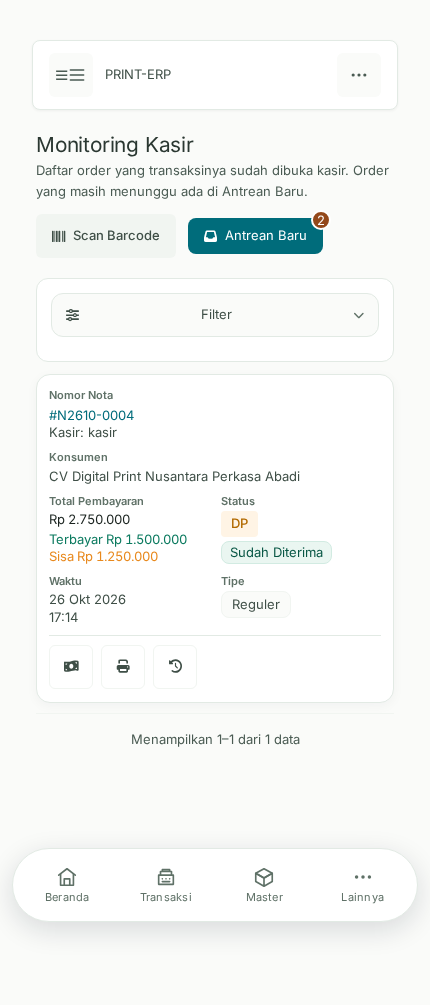 PRINT-ERP
Monitoring Kasir
Daftar order yang transaksinya sudah dibuka kasir. Order
yang masih menunggu ada di Antrean Baru.
Scan Barcode
Antrean Baru
2
Filter
Nomor Nota
#N2610-0004
Kasir: kasir
Konsumen
CV Digital Print Nusantara Perkasa Abadi
Total Pembayaran
Rp 2.750.000
Terbayar Rp 1.500.000
Sisa Rp 1.250.000
Status
DP
Sudah Diterima
Waktu
26 Okt 2026
17:14
Tipe
Reguler
Menampilkan 1–1 dari 1 data
Beranda
Transaksi
Master
Lainnya